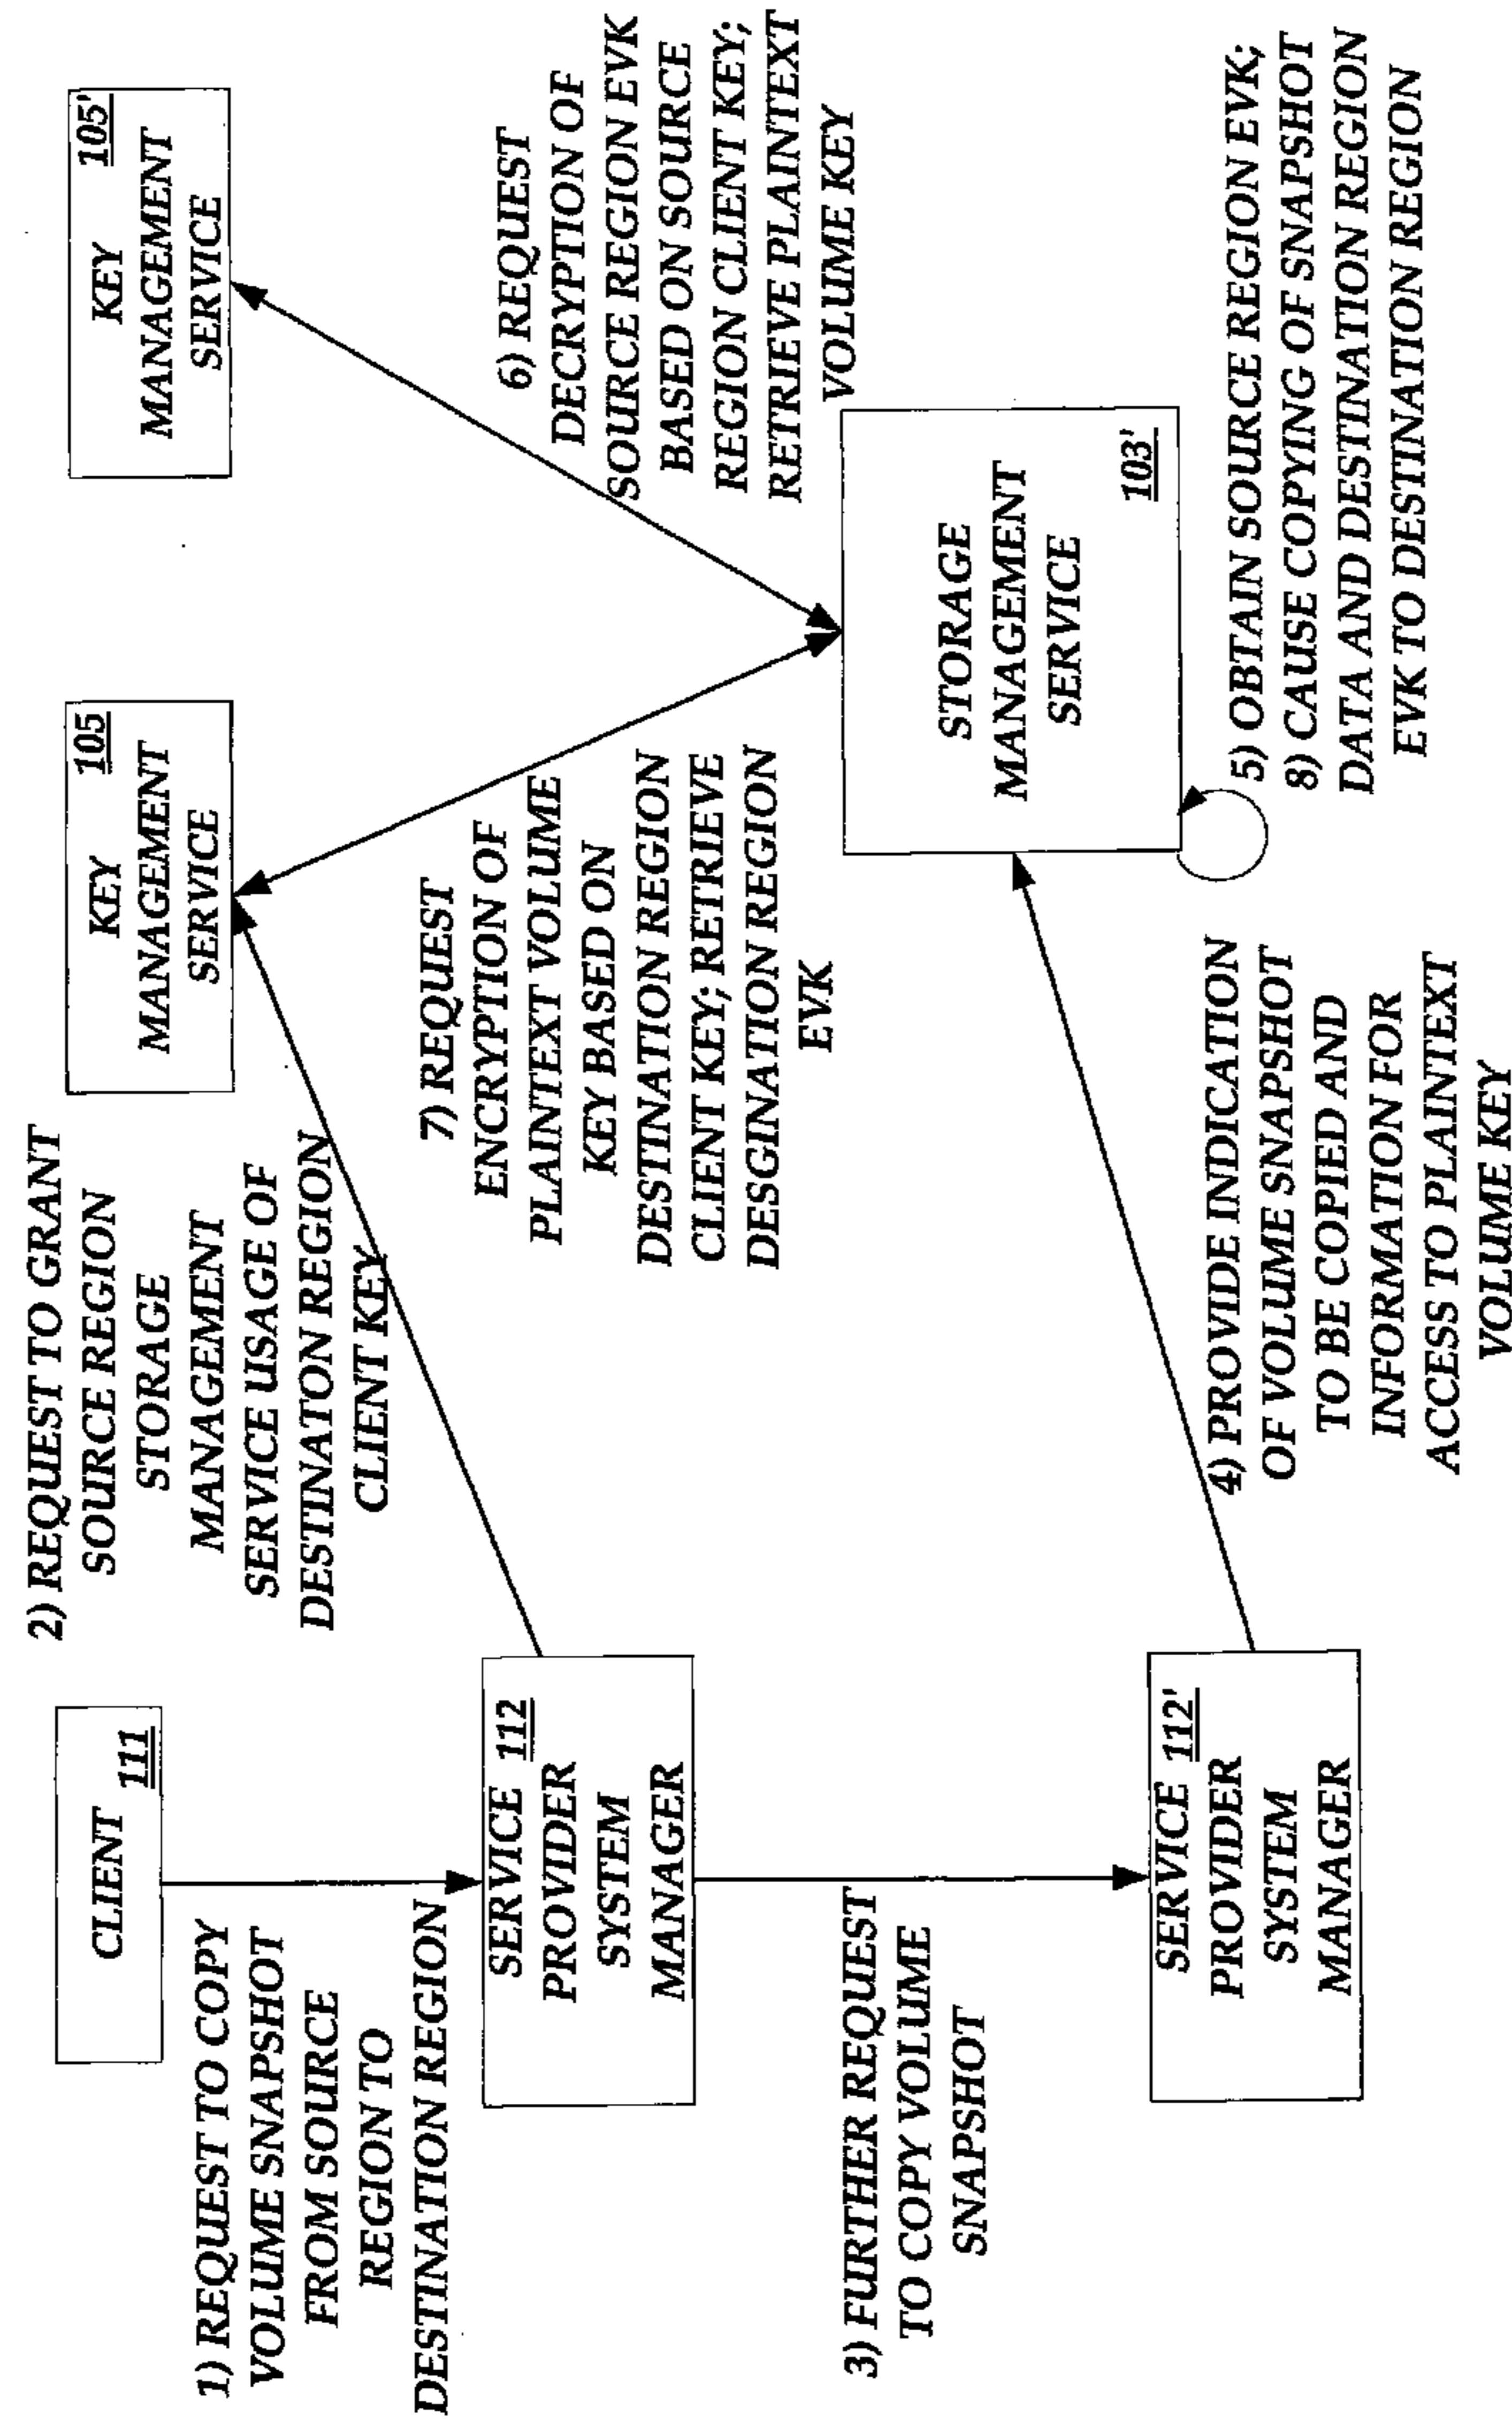 CLIENT
111
1) REQUEST TO COPY
VOLUME SNAPSHOT
FROM SOURCE
REGION TO
DESTINATION REGION
2) REQUEST TO GRANT
SOURCE REGION
STORAGE
MANAGEMENT
SERVICE USAGE OF
DESTINATON REGION
CLIENT KEY
KEY 105
MANAGEMENT
SERVICE
KEY 105'
MANAGEMENT
SERVICE
SERVICE 112
PROVIDER
SYSTEM
MANAGER
7) REQUEST
ENCRYPTION OF
PLAINTEXT VOLUME
KEY BASED ON
DESTINATION REGION
CLIENT KEY; RETRIEVE
DESGINATION REGION
EVK
6) REQUEST
DECRYPTION OF
SOURCE REGION EVK
BASED ON SOURCE
REGION CLIENT KEY;
RETRIEVE PLAINTEXT
VOLUME KEY
3) FURTHER REQUEST
TO COPY VOLUME
SNAPSHOT
STORAGE
MANAGEMENT
SERVICE
103'
SERVICE 112'
PROVIDER
SYSTEM
MANAGER
4) PROVIDE INDICATION
OF VOLUME SNAPSHOT
TO BE COPIED AND
INFORMATION FOR
ACCESS TO PLAINTEXT
VOLUME KEY
5) OBTAIN SOURCE REGION EVK;
8) CAUSE COPYING OF SNAPSHOT
DATA AND DESTINATION REGION
EVK TO DESTINATION REGION